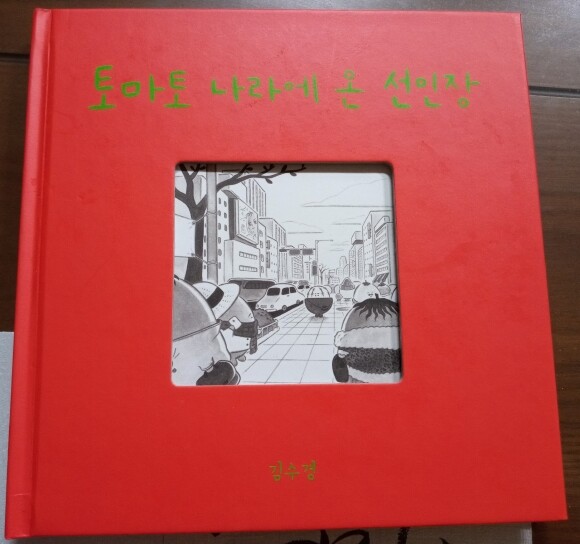 토마토 나라에 온 선인장
김수경